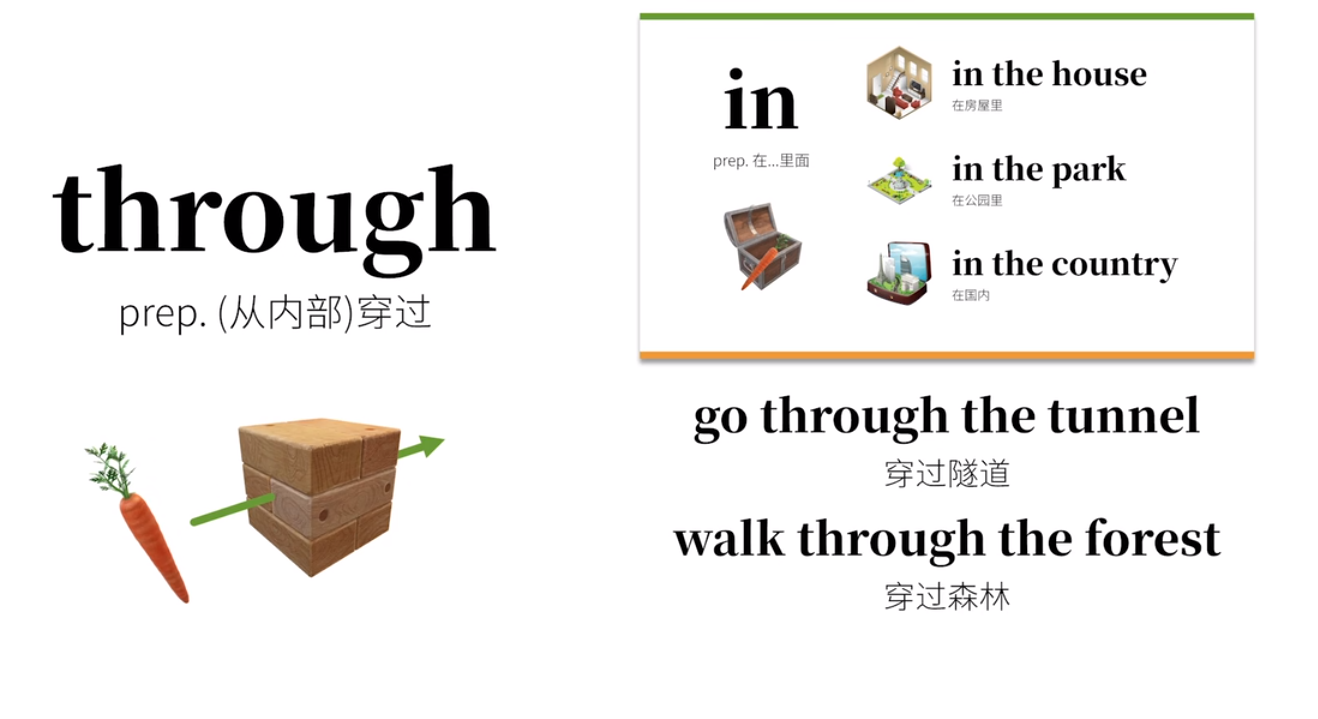 through
prep. (从内部)穿过
in
prep. 在...里面
in the house
在房屋里
in the park
在公园里
in the country
在国内
go through the tunnel
穿过隧道
walk through the forest
穿过森林